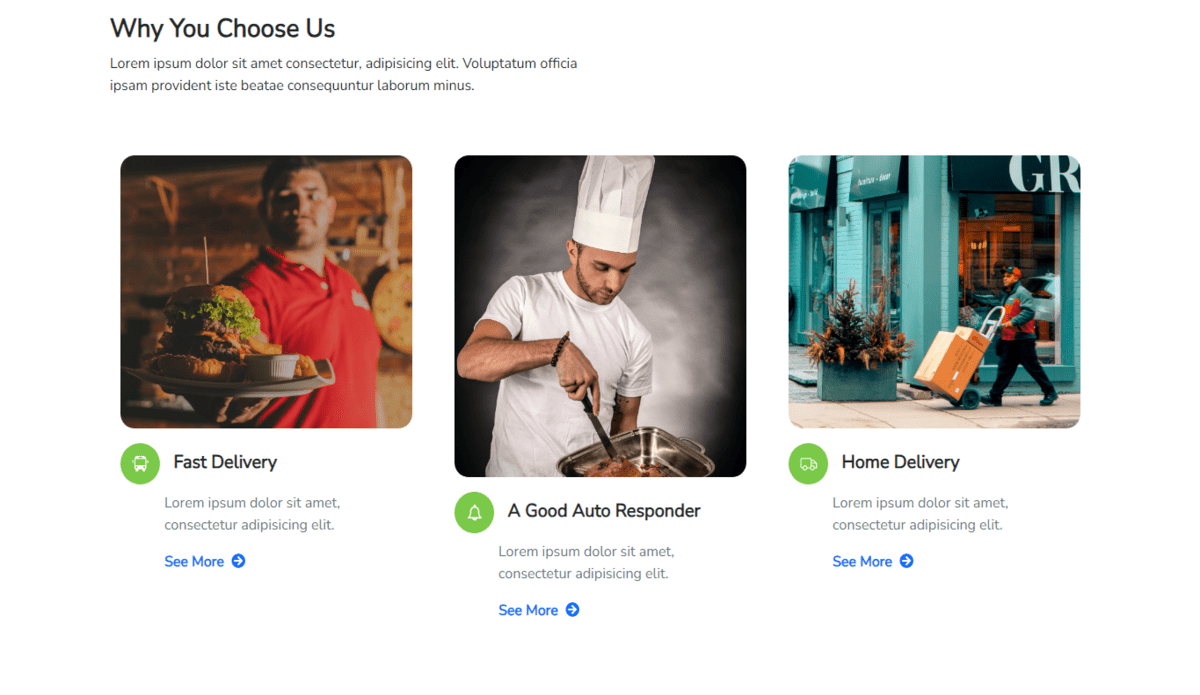 Why You Choose Us
Lorem ipsum dolor sit amet consectetur, adipisicing elit. Voluptatum officia
ipsam provident iste beatae consequuntur laborum minus.
GR
Fast Delivery
Lorem ipsum dolor sit amet,
consectetur adipisicing elit.
See More
A Good Auto Responder
Lorem ipsum dolor sit amet,
consectetur adipisicing elit.
See More
Home Delivery
Lorem ipsum dolor sit amet,
consectetur adipisicing elit.
See More